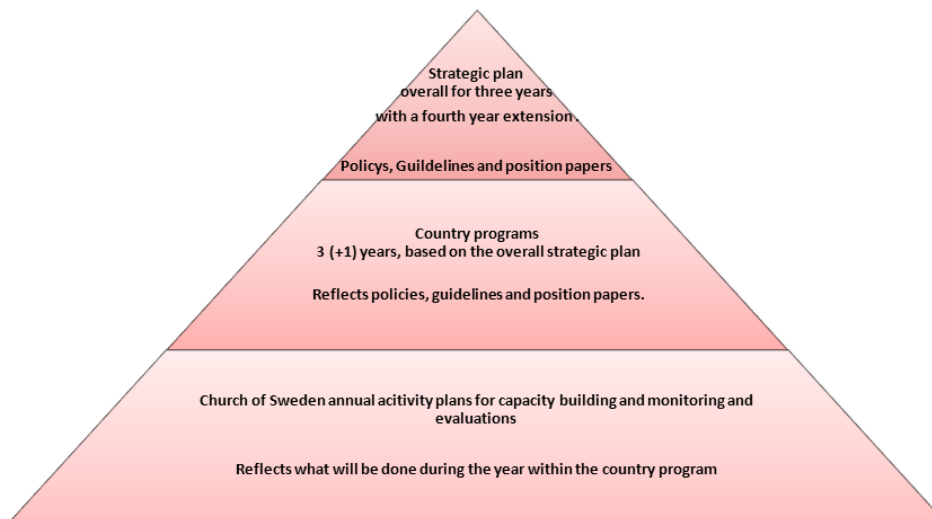 Strategic plan
overall for three years
with a fourth year extension.
Policys, Guildelines and position papers
Country programs
3 (+1) years, based on the overall strategic plan
Reflects policies, guidelines and position papers.
Church of Sweden annual acitivity plans for capacity building and monitoring and
evaluations
Reflects what will be done during the year within the country program